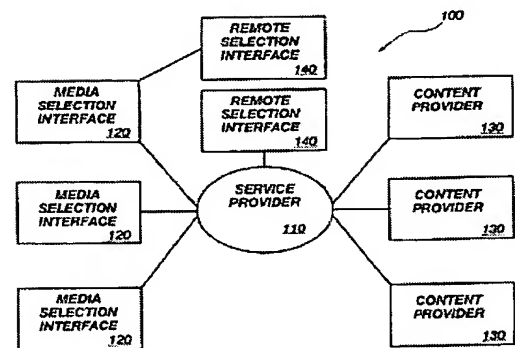 100
REMOTE
SELECTION
INTERFACE
140
MEDIA
SELECTION
INTERFACE
120
REMOTE
SELECTION
INTERFACE
140
CONTENT
PROVIDER
130
MEDIA
SELECTION
INTERFACE
120
SERVICE
PROVIDER
110
CONTENT
PROVIDER
130
MEDIA
SELECTION
INTERFACE
120
CONTENT
PROVIDER
130